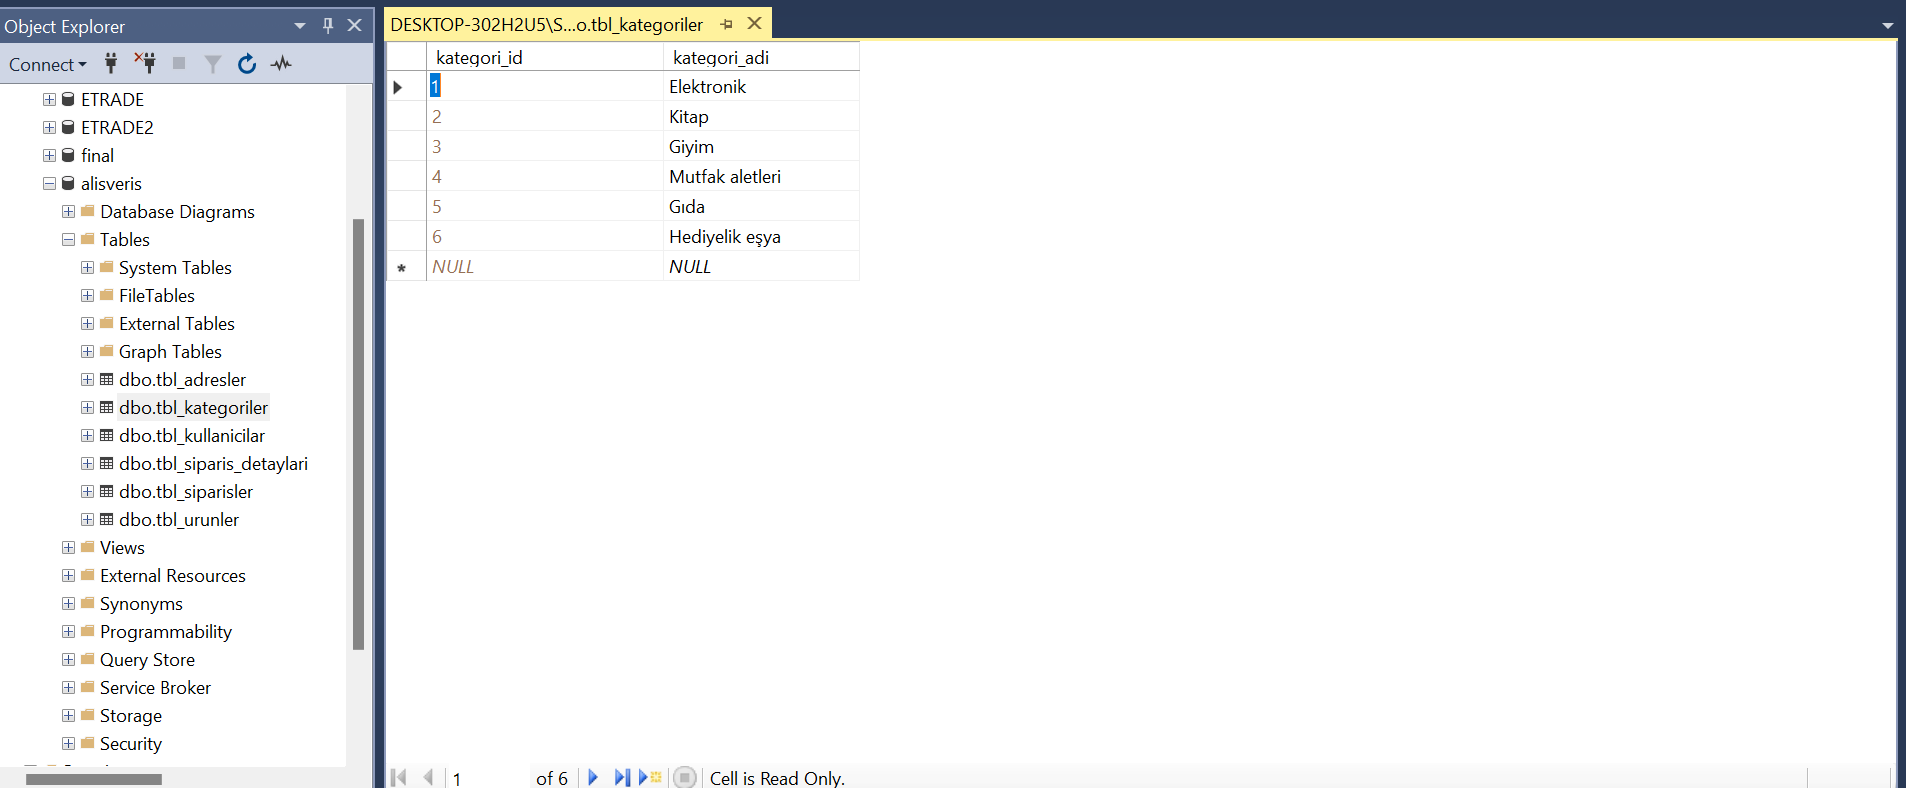 Object Explorer
Connect
ETRADE
ETRADE2
final
alisveris
Database Diagrams
Tables
System Tables
FileTables
External Tables
Graph Tables
dbo.tbl_adresler
dbo.tbl_kategoriler
dbo.tbl_kullanicilar
dbo.tbl_siparis_detaylari
dbo.tbl_siparisler
dbo.tbl_urunler
Views
External Resources
Synonyms
Programmability
Query Store
Service Broker
Storage
Security
DESKTOP-302H2U5\S...o.tbl_kategoriler
kategori_id kategori_adi
1 Elektronik
2 Kitap
3 Giyim
4 Mutfak aletleri
5 Gıda
6 Hediyelik eşya
NULL NULL
1 of 6 Cell is Read Only.